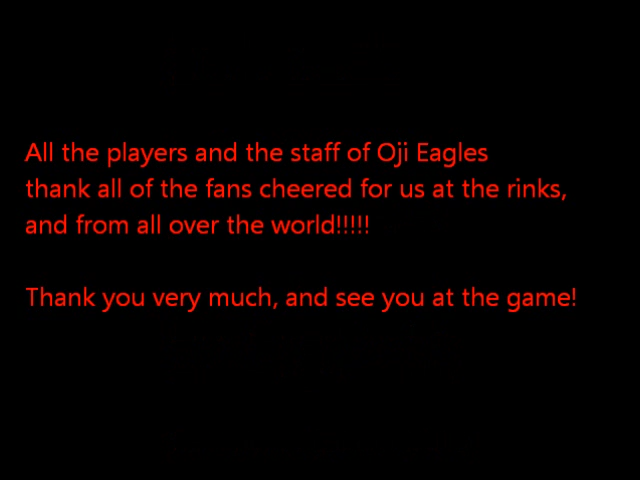 All the players and the staff of Oji Eagles
thank all of the fans cheered for us at the rinks,
and from all over the world!!!!!
Thank you very much, and see you at the game!